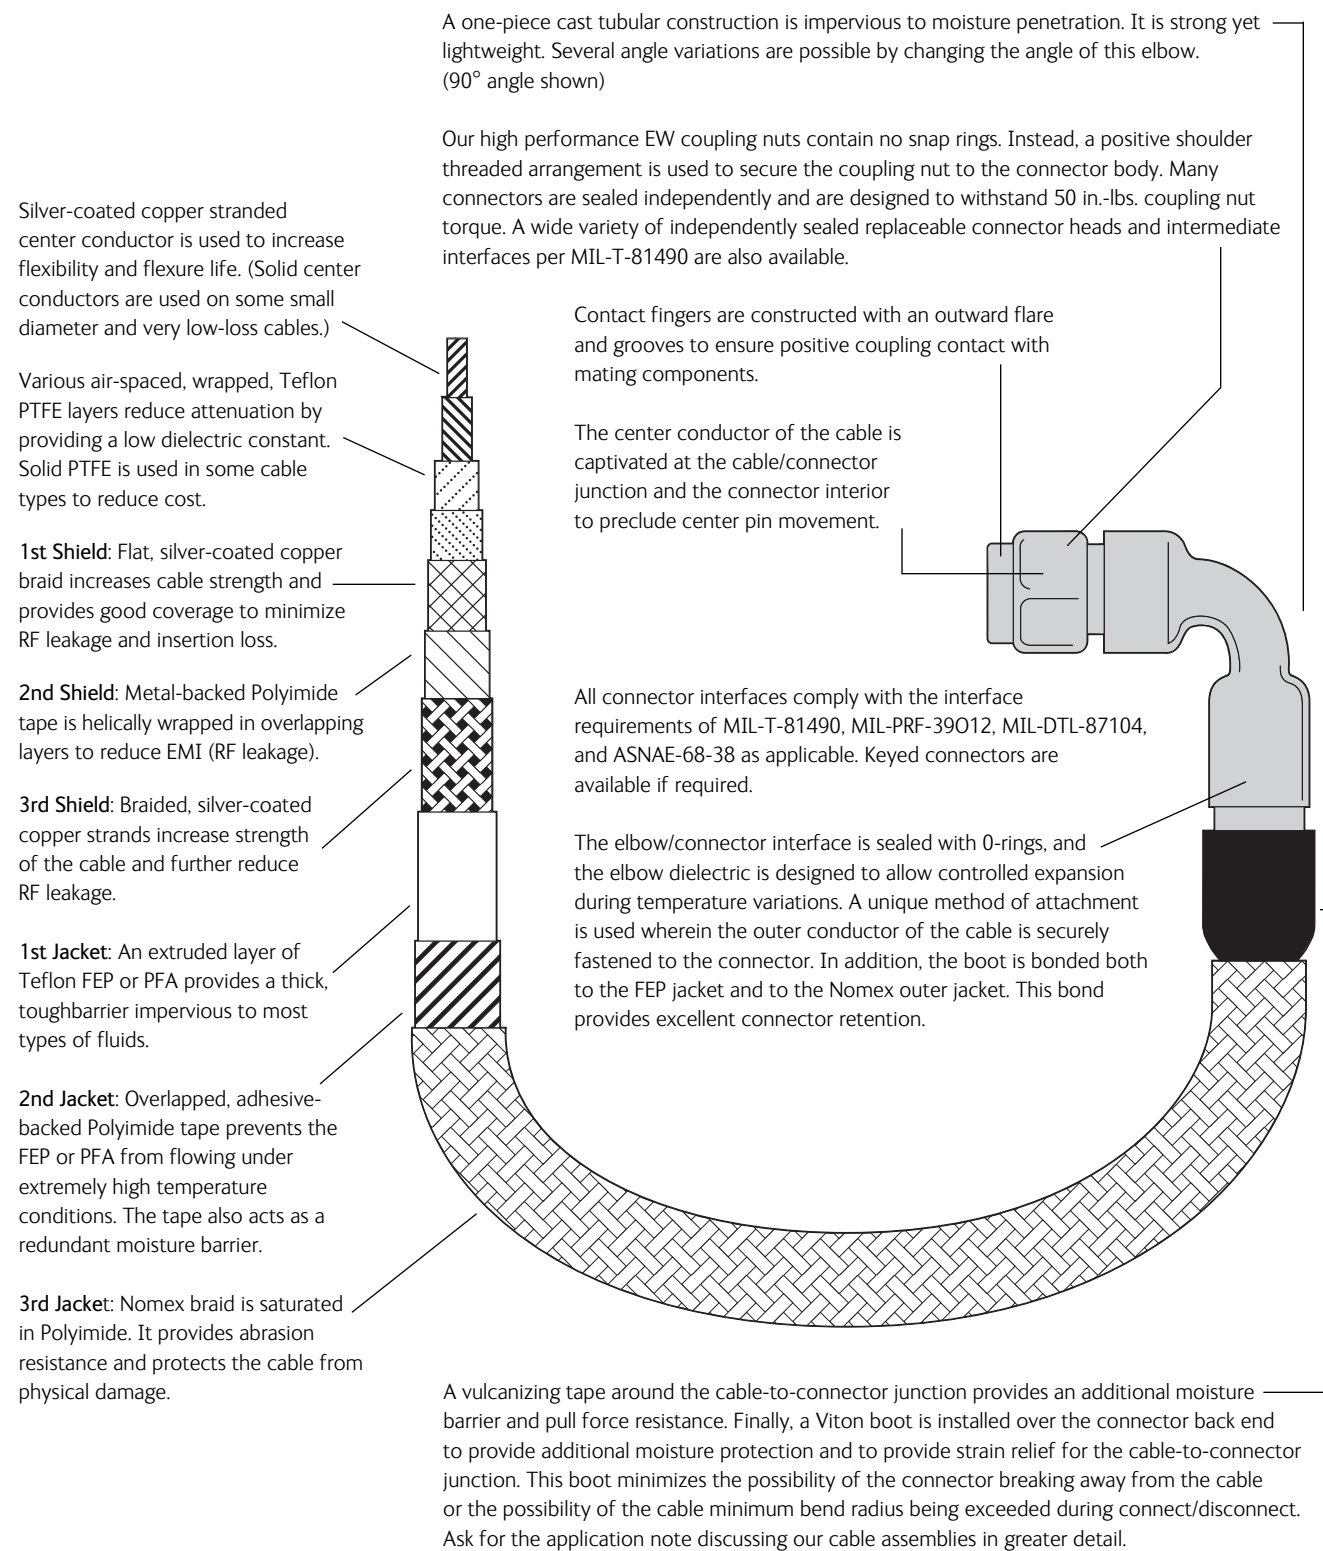 A one-piece cast tubular construction is impervious to moisture penetration. It is strong yet
lightweight. Several angle variations are possible by changing the angle of this elbow.
(90° angle shown)
Our high performance EW coupling nuts contain no snap rings. Instead, a positive shoulder
threaded arrangement is used to secure the coupling nut to the connector body. Many
connectors are sealed independently and are designed to withstand 50 in.-lbs. coupling nut
torque. A wide variety of independently sealed replaceable connector heads and intermediate
interfaces per MIL-T-81490 are also available.
Silver-coated copper stranded
center conductor is used to increase
flexibility and flexure life. (Solid center
conductors are used on some small
diameter and very low-loss cables.)
Various air-spaced, wrapped, Teflon
PTFE layers reduce attenuation by
providing a low dielectric constant.
Solid PTFE is used in some cable
types to reduce cost.
1st Shield: Flat, silver-coated copper
braid increases cable strength and
provides good coverage to minimize
RF leakage and insertion loss.
2nd Shield: Metal-backed Polyimide
tape is helically wrapped in overlapping
layers to reduce EMI (RF leakage).
3rd Shield: Braided, silver-coated
copper strands increase strength
of the cable and further reduce
RF leakage.
1st Jacket: An extruded layer of
Teflon FEP or PFA provides a thick,
toughbarrier impervious to most
types of fluids.
2nd Jacket: Overlapped, adhesive-
backed Polyimide tape prevents the
FEP or PFA from flowing under
extremely high temperature
conditions. The tape also acts as a
redundant moisture barrier.
3rd Jacket: Nomex braid is saturated
in Polyimide. It provides abrasion
resistance and protects the cable from
physical damage.
Contact fingers are constructed with an outward flare
and grooves to ensure positive coupling contact with
mating components.
The center conductor of the cable is
captivated at the cable/connector
junction and the connector interior
to preclude center pin movement.
All connector interfaces comply with the interface
requirements of MIL-T-81490, MIL-PRF-39O12, MIL-DTL-87104,
and ASNAE-68-38 as applicable. Keyed connectors are
available if required.
The elbow/connector interface is sealed with 0-rings, and
the elbow dielectric is designed to allow controlled expansion
during temperature variations. A unique method of attachment
is used wherein the outer conductor of the cable is securely
fastened to the connector. In addition, the boot is bonded both
to the FEP jacket and to the Nomex outer jacket. This bond
provides excellent connector retention.
A vulcanizing tape around the cable-to-connector junction provides an additional moisture
barrier and pull force resistance. Finally, a Viton boot is installed over the connector back end
to provide additional moisture protection and to provide strain relief for the cable-to-connector
junction. This boot minimizes the possibility of the connector breaking away from the cable
or the possibility of the cable minimum bend radius being exceeded during connect/disconnect.
Ask for the application note discussing our cable assemblies in greater detail.